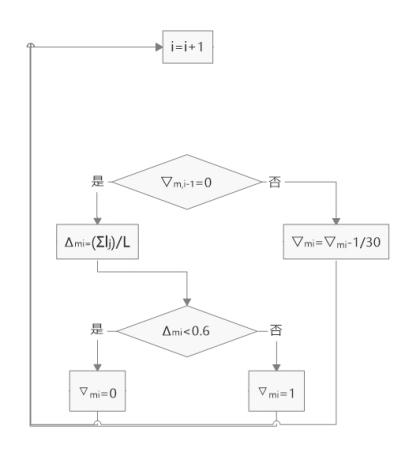 i=i+1
是
▽m,i-1=0
否
Δmi=(Σlj)/L
▽mi=▽mi-1/30
是
Δmi<0.6
否
▽mi=0
▽mi=1